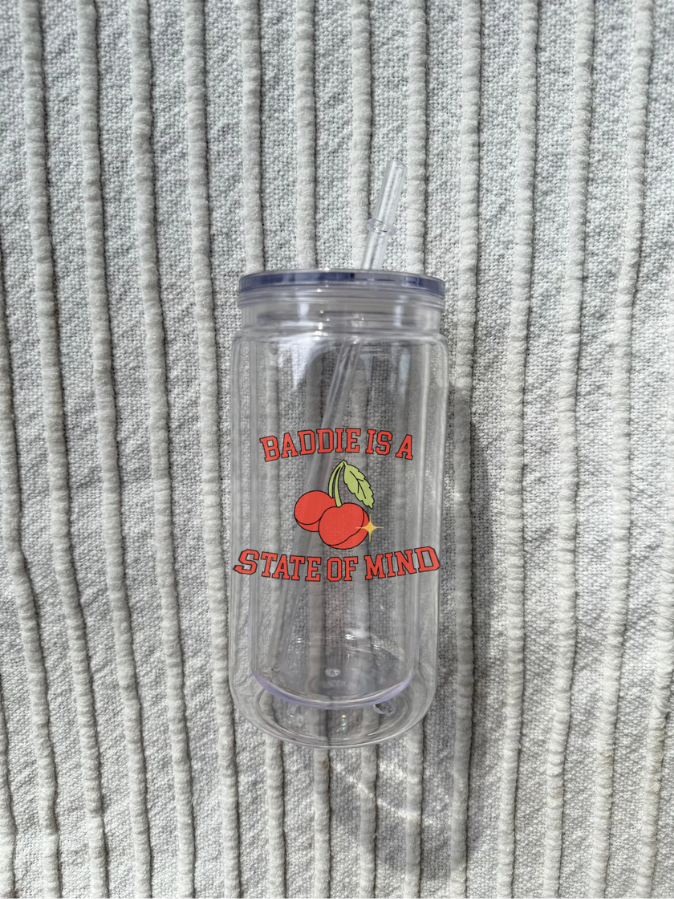 BADDIE IS A
STATE OF MIND